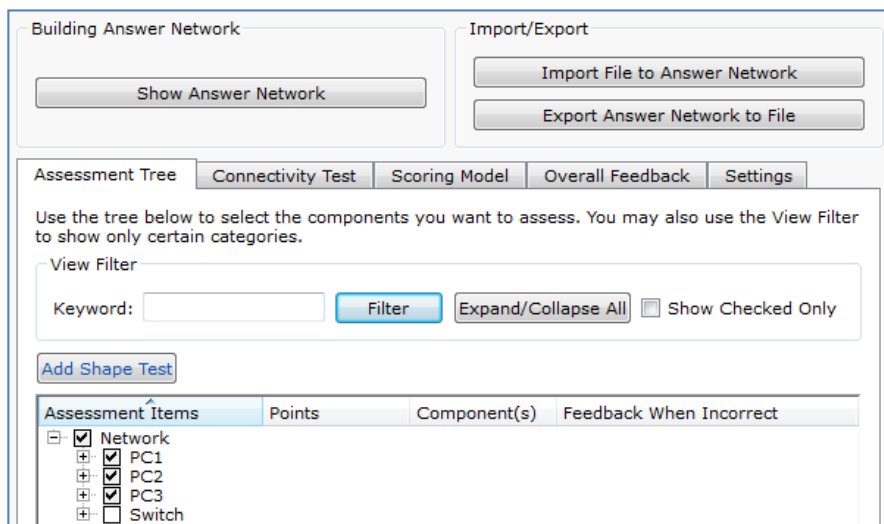 Building Answer Network
Import/Export
Show Answer Network
Import File to Answer Network
Export Answer Network to File
Assessment Tree
Connectivity Test
Scoring Model
Overall Feedback
Settings
Use the tree below to select the components you want to assess. You may also use the View Filter
to show only certain categories.
View Filter
Keyword:
Filter
Expand/Collapse All
Show Checked Only
Add Shape Test
Assessment Items
Points
Component(s)
Feedback When Incorrect
Network
PC1
PC2
PC3
Switch